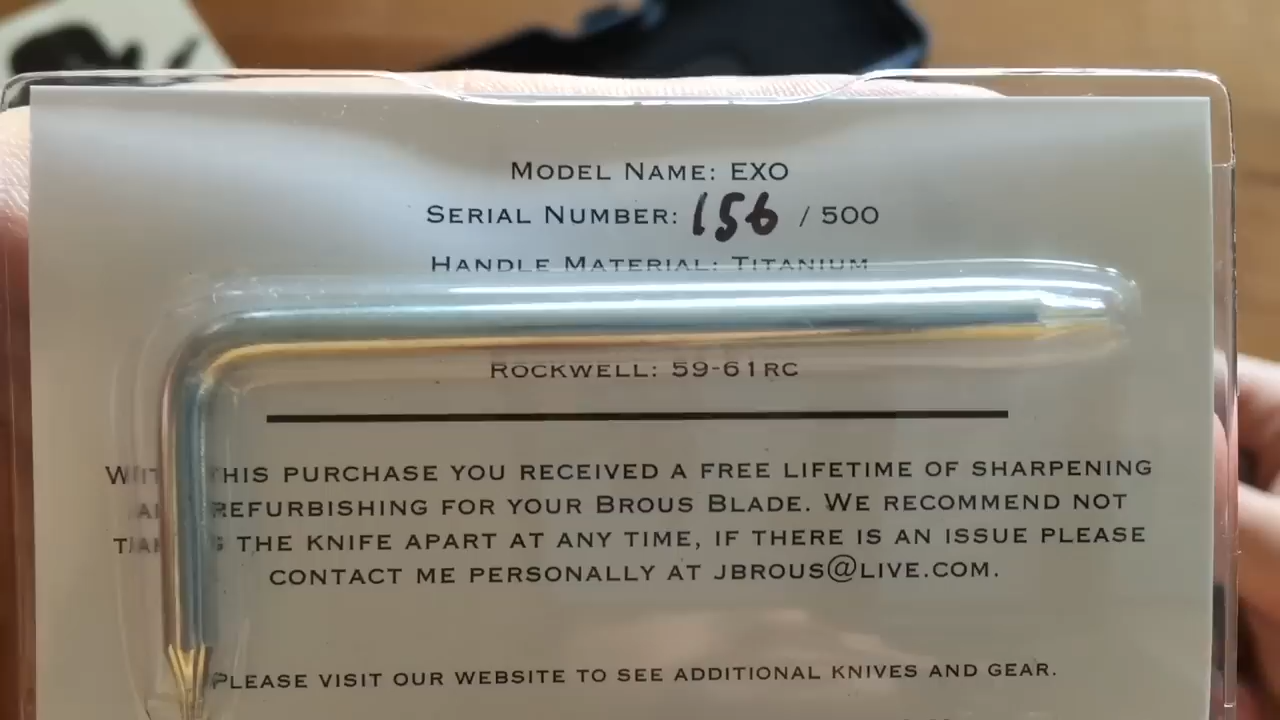 MODEL NAME: EXO
SERIAL NUMBER: 156 / 500
HANDLE MATERIAL: TITANIUM
ROCKWELL: 59-61RC
THIS PURCHASE YOU RECEIVED A FREE LIFETIME OF SHARPENING
REFURBISHING FOR YOUR BROUS BLADE. WE RECOMMEND NOT
THE KNIFE APART AT ANY TIME, IF THERE IS AN ISSUE PLEASE
CONTACT ME PERSONALLY AT JBROUS@LIVE.COM.
PLEASE VISIT OUR WEBSITE TO SEE ADDITIONAL KNIVES AND GEAR.